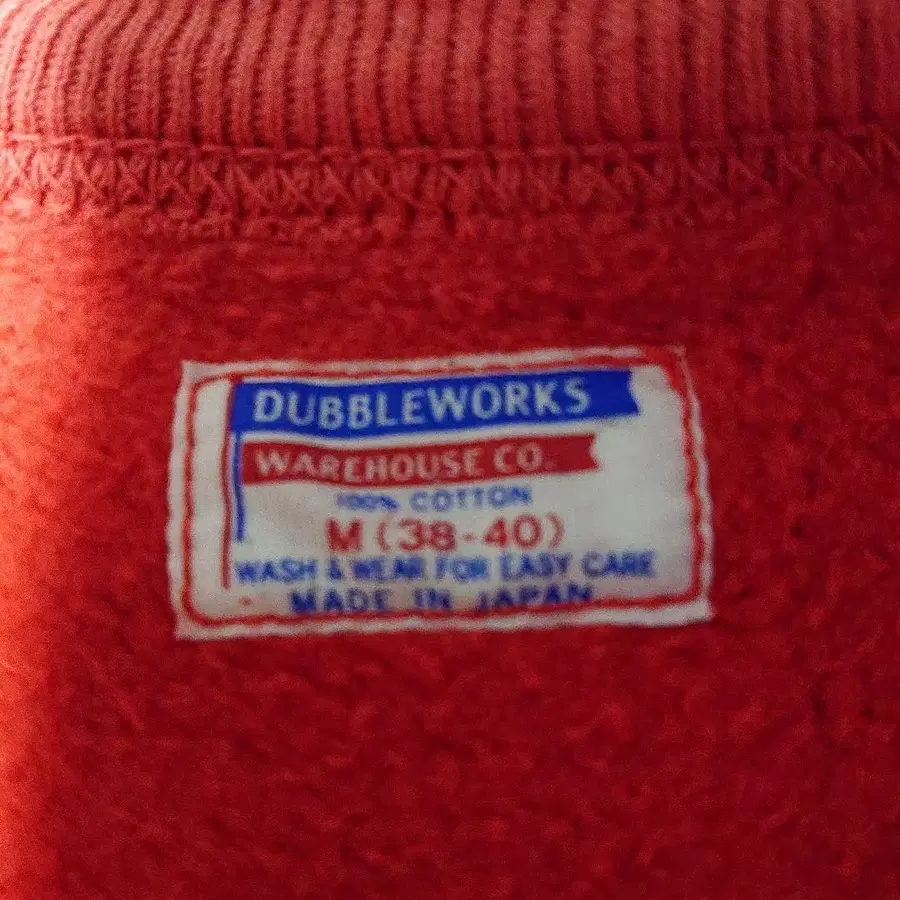 DUBBLEWORKS
WAREHOUSE CO.
100% COTTON
M (38-40)
WASH & WEAR FOR EASY CARE
MADE IN JAPAN